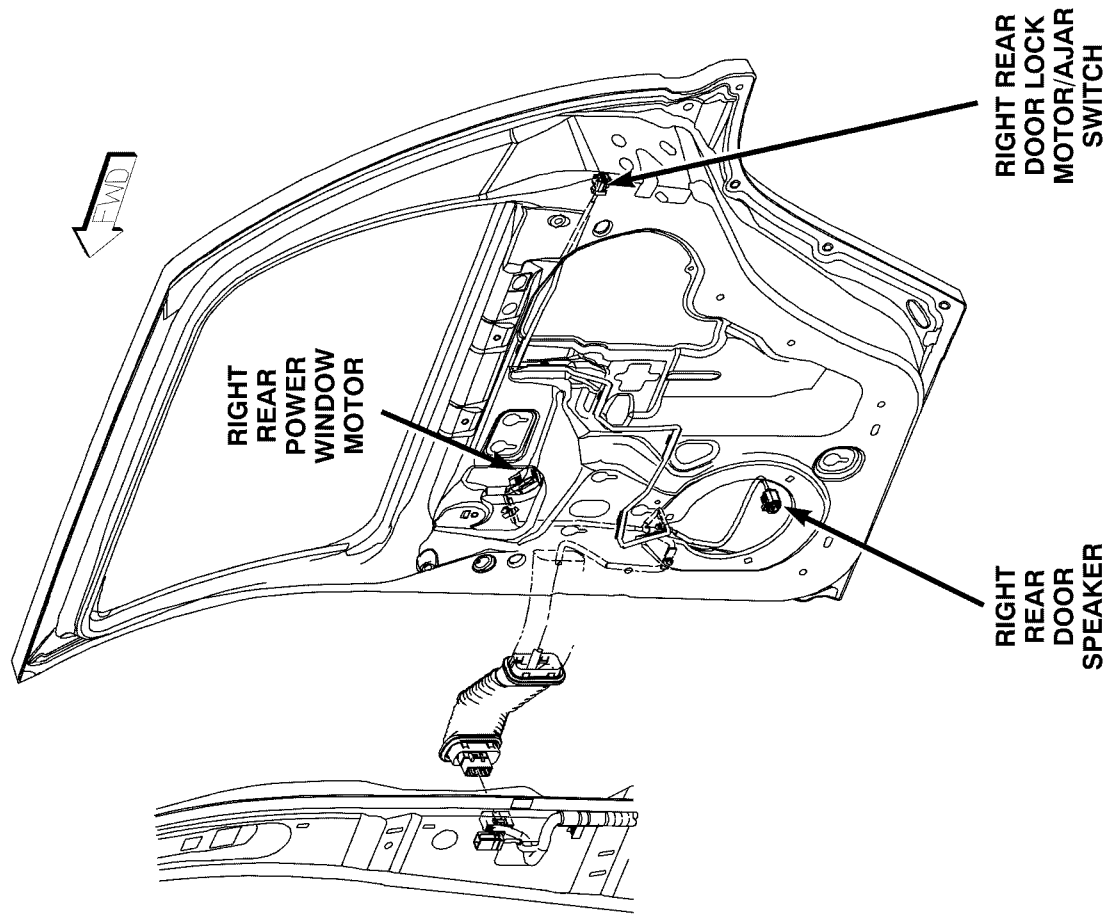 FWD
RIGHT REAR
DOOR LOCK
MOTOR/AJAR
SWITCH
RIGHT
REAR
POWER
WINDOW
MOTOR
RIGHT
REAR
DOOR
SPEAKER